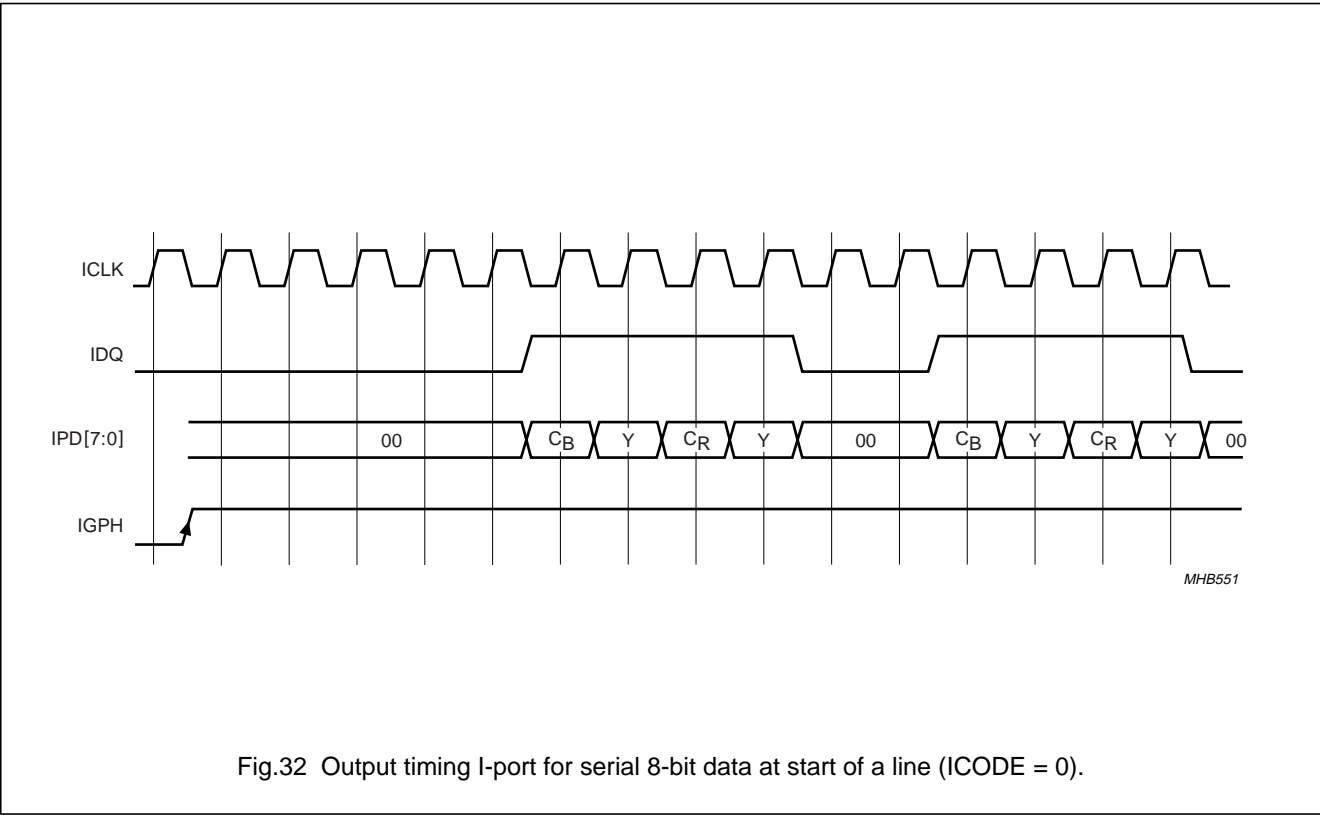 ICLK
IDQ
IPD[7:0] 00 CB Y CR Y 00 CB Y CR Y 00
IGPH
MHB551
Fig.32 Output timing I-port for serial 8-bit data at start of a line (ICODE = 0).